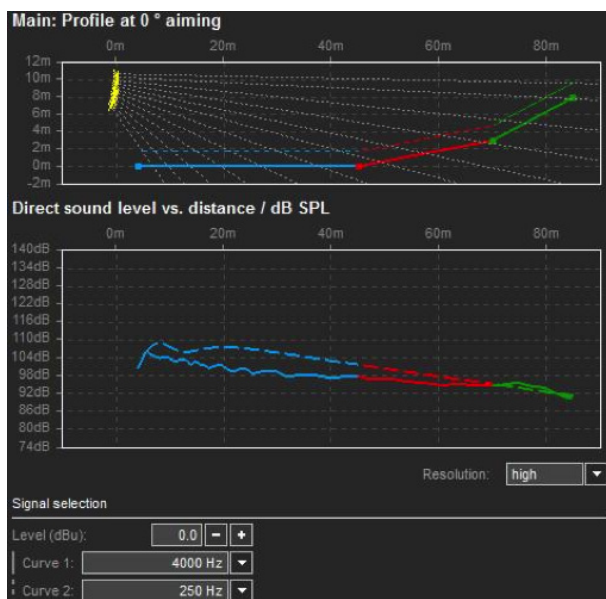 Main: Profile at 0 ° aiming
0m 20m 40m 60m 80m
12m
10m
8m
6m
4m
2m
0m
-2m
Direct sound level vs. distance / dB SPL
0m 20m 40m 60m 80m
140dB
134dB
128dB
122dB
116dB
110dB
104dB
98dB
92dB
86dB
80dB
74dB
Resolution: high
Signal selection
Level (dBu): 0.0 - +
Curve 1: 4000 Hz
Curve 2: 250 Hz